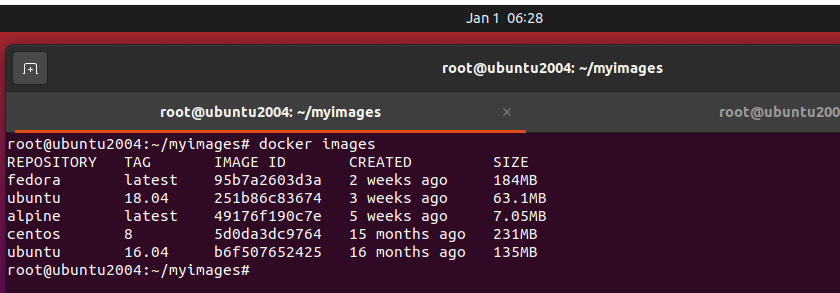 Jan 1 06:28
root@ubuntu2004: ~/myimages
root@ubuntu2004: ~/myimages × root@ubuntu200
root@ubuntu2004:~/myimages# docker images
REPOSITORY TAG IMAGE ID CREATED SIZE
fedora latest 95b7a2603d3a 2 weeks ago 184MB
ubuntu 18.04 251b86c83674 3 weeks ago 63.1MB
alpine latest 49176f190c7e 5 weeks ago 7.05MB
centos 8 5d0da3dc9764 15 months ago 231MB
ubuntu 16.04 b6f507652425 16 months ago 135MB
root@ubuntu2004:~/myimages#